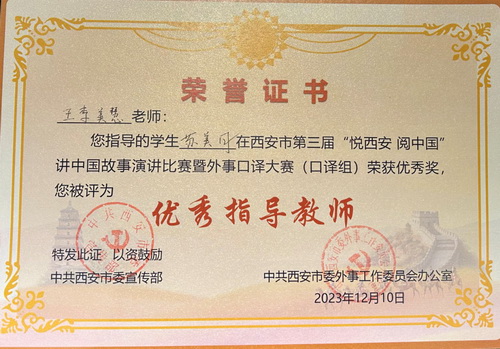 荣誉证书
王李美慧 老师：
您指导的学生 苏美月 在西安市第三届“悦西安 阅中国”
讲中国故事演讲比赛暨外事口译大赛（口译组）荣获优秀奖，
您被评为
优秀指导教师
特发此证 以资鼓励
中共西安市委宣传部
中共西安市委外事工作委员会办公室
2023年12月10日